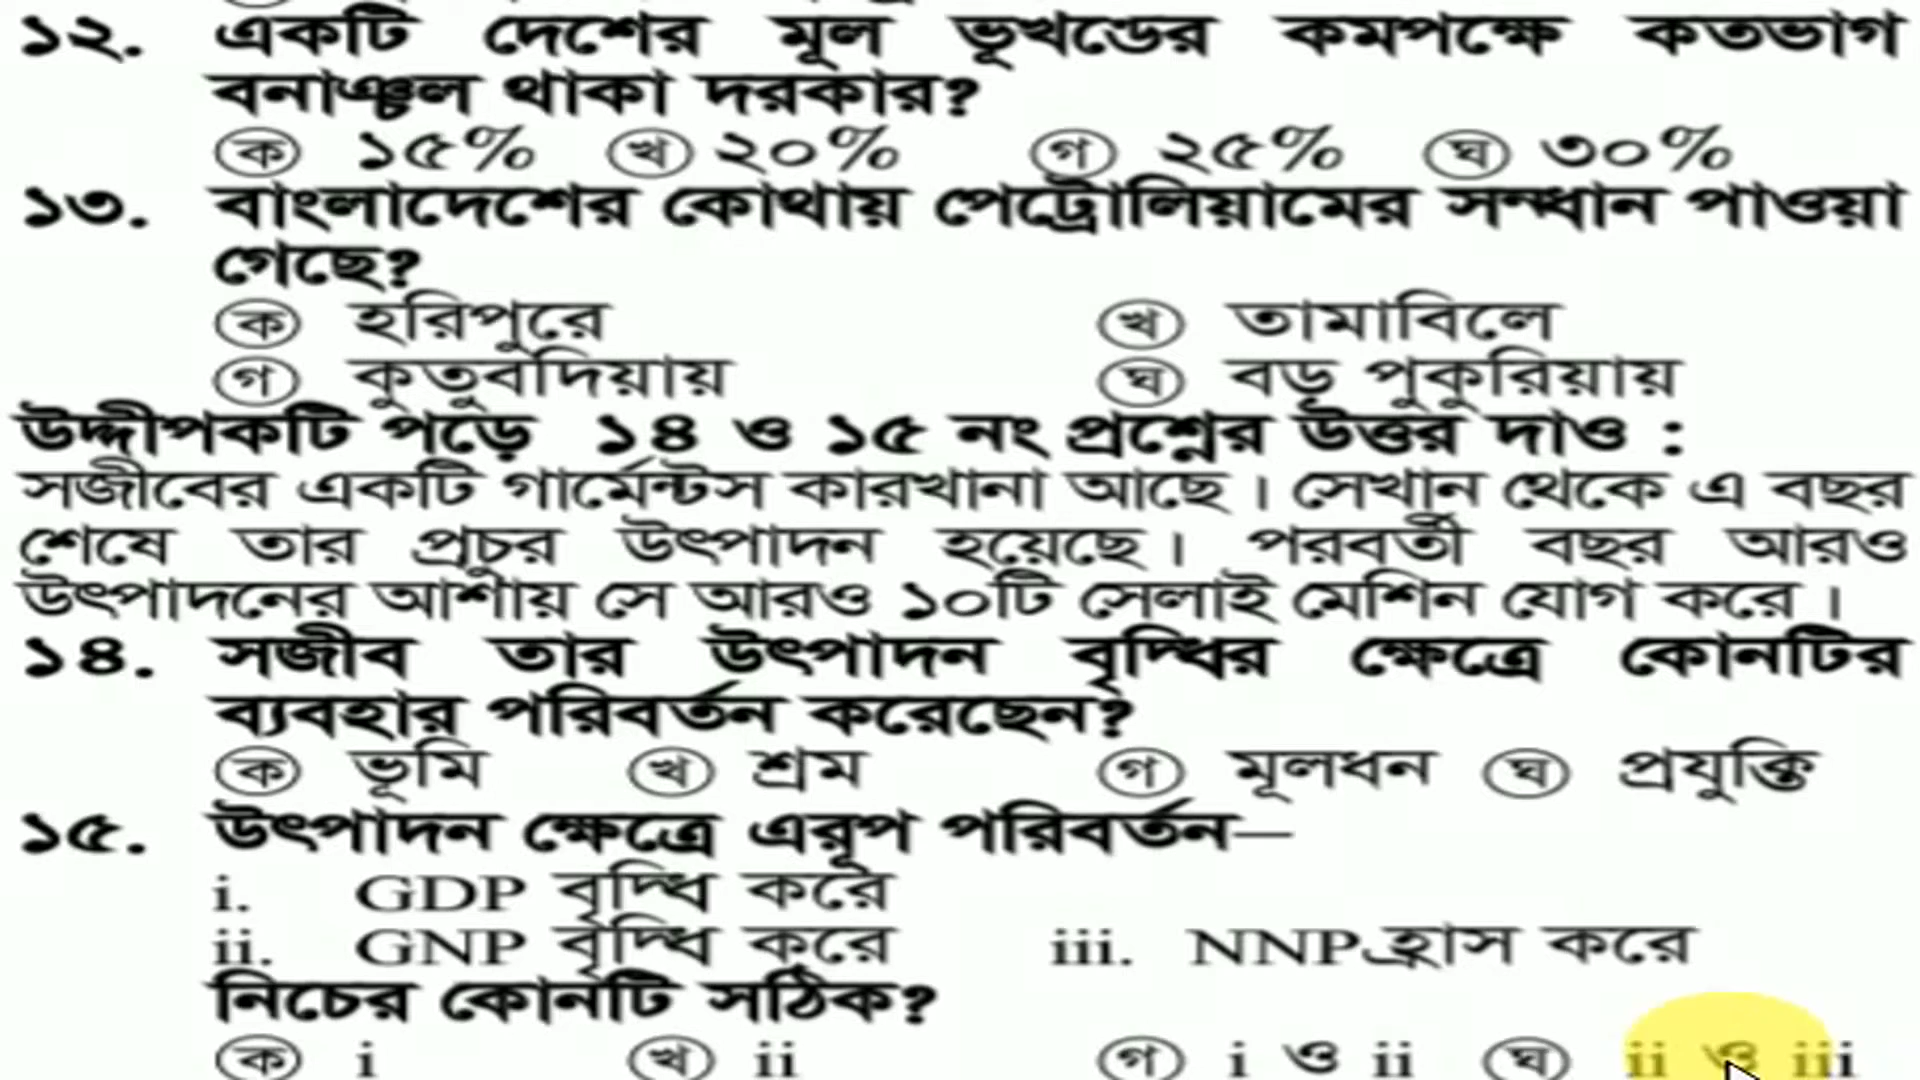 ১২. একটি দেশের মূল ভূখণ্ডের কমপক্ষে কতভাগ
বনাঞ্চল থাকা দরকার?
ক ১৫% খ ২০% গ ২৫% ঘ ৩০%
১৩. বাংলাদেশের কোথায় পেট্রোলিয়ামের সন্ধান পাওয়া
গেছে?
ক হরিপুরে খ তামাবিলে
গ কুতুবদিয়ায় ঘ বড় পুকুরিয়ায়
উদ্দীপকটি পড়ে ১৪ ও ১৫ নং প্রশ্নের উত্তর দাও :
সজীবের একটি গার্মেন্টস কারখানা আছে। সেখান থেকে এ বছর
শেষে তার প্রচুর উৎপাদন হয়েছে। পরবর্তী বছর আরও
উৎপাদনের আশায় সে আরও ১০টি সেলাই মেশিন যোগ করে।
১৪. সজীব তার উৎপাদন বৃদ্ধির ক্ষেত্রে কোনটির
ব্যবহার পরিবর্তন করেছেন?
ক ভূমি খ শ্রম গ মূলধন ঘ প্রযুক্তি
১৫. উৎপাদন ক্ষেত্রে এরূপ পরিবর্তন—
i. GDP বৃদ্ধি করে
ii. GNP বৃদ্ধি করে iii. NNP হ্রাস করে
নিচের কোনটি সঠিক?
ক i খ ii গ i ও ii ঘ ii ও iii